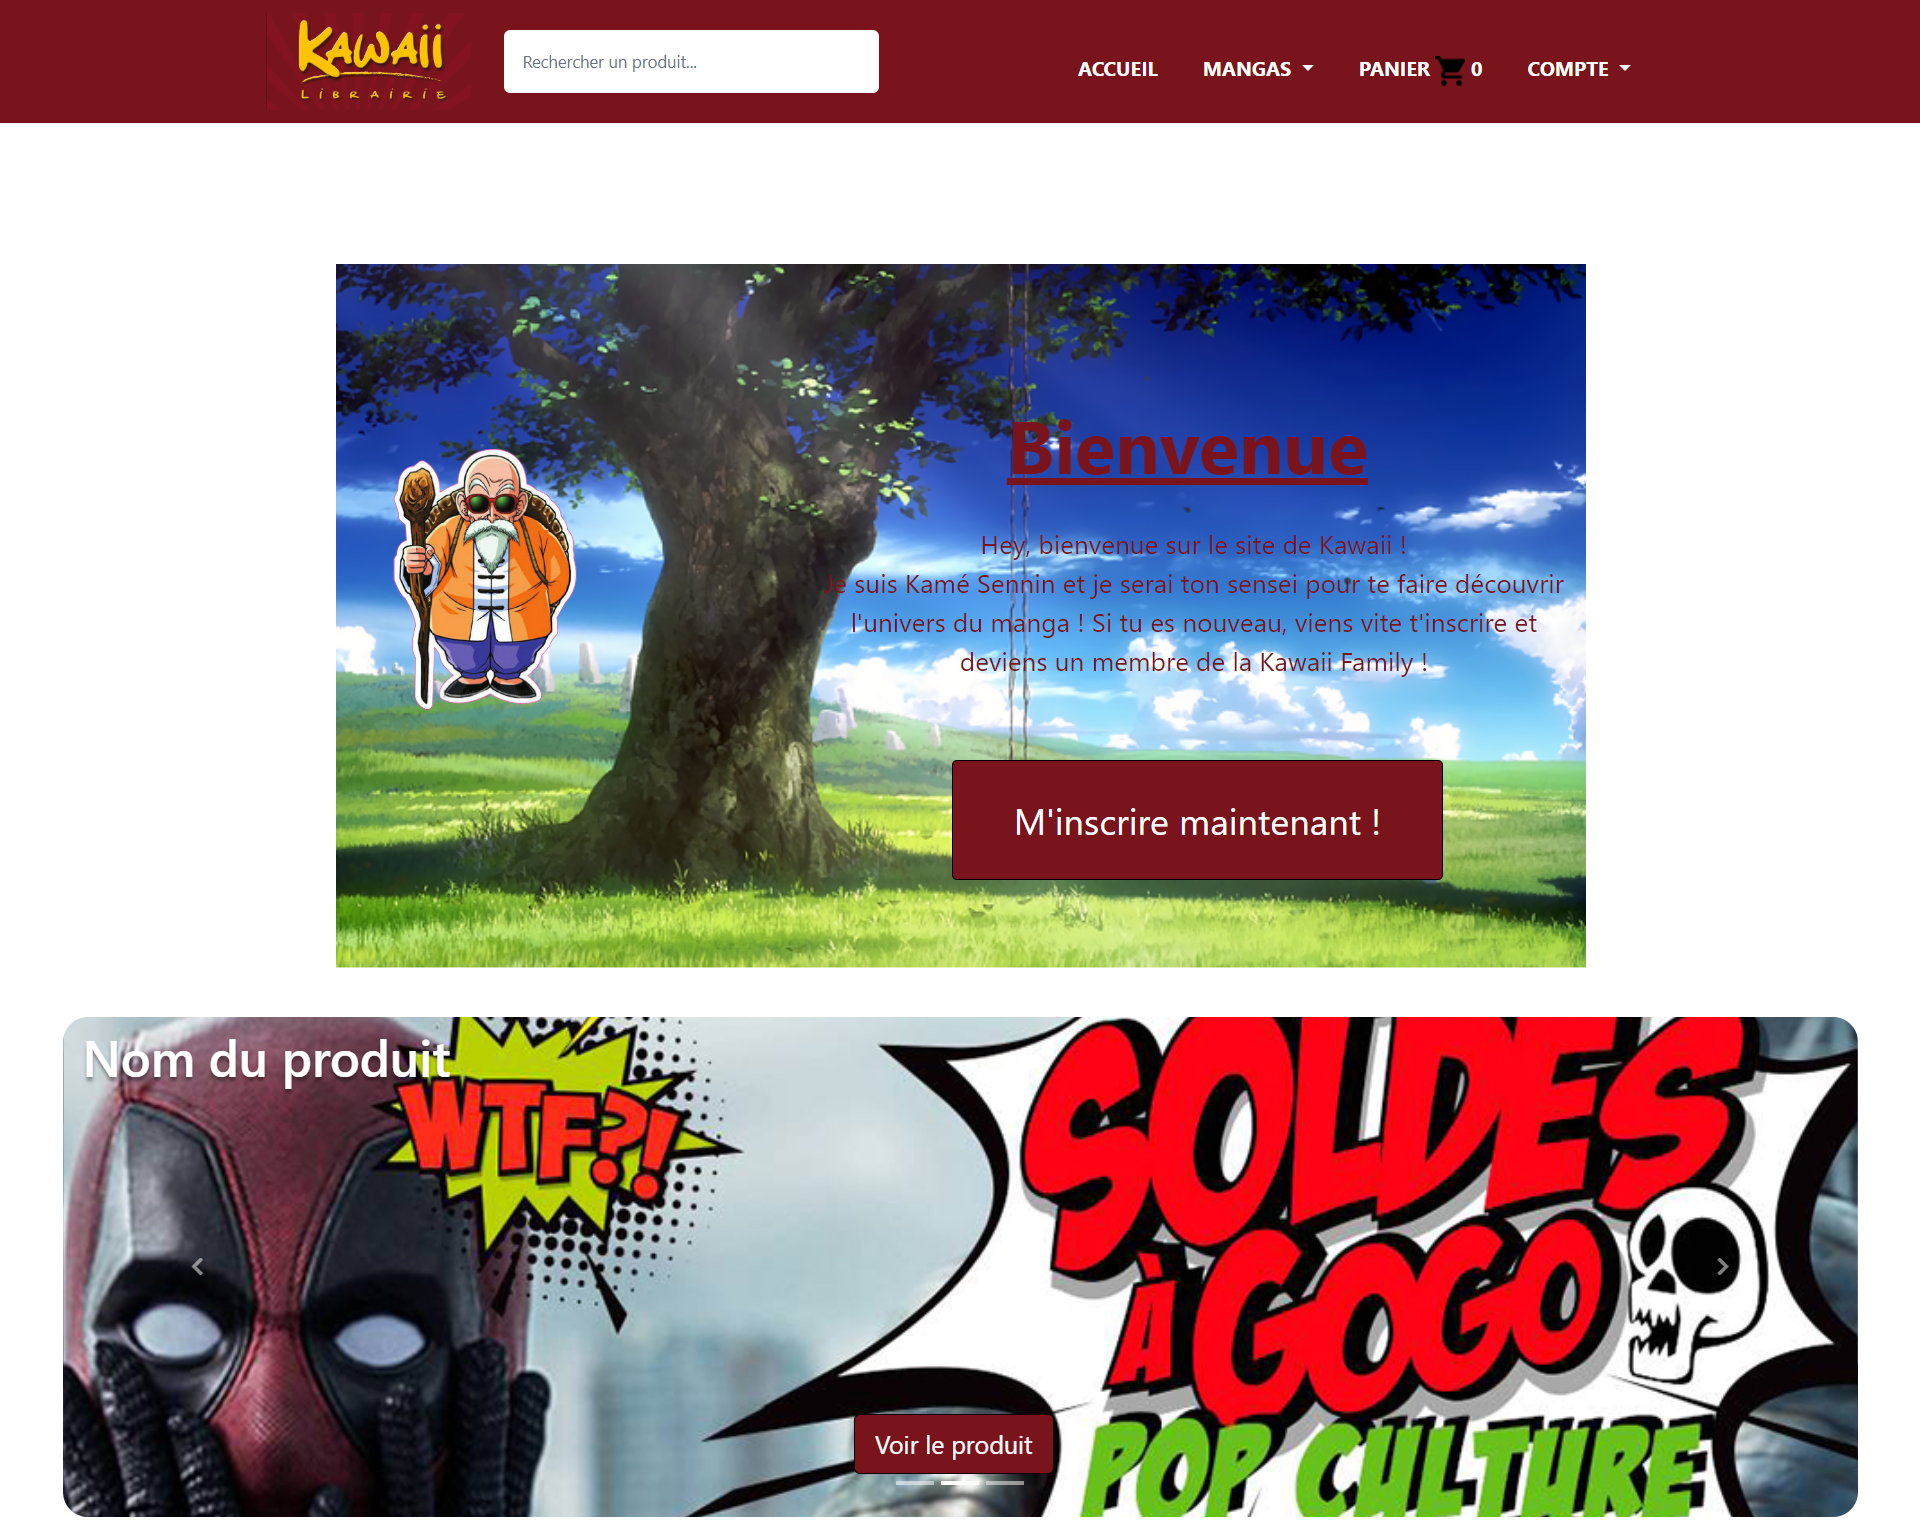 KAWAii
LiBRAiRiE
Rechercher un produit...
ACCUEIL
MANGAS
PANIER 0
COMPTE
Bienvenue
Hey, bienvenue sur le site de Kawaii !
Je suis Kamé Sennin et je serai ton sensei pour te faire découvrir
l'univers du manga ! Si tu es nouveau, viens vite t'inscrire et
deviens un membre de la Kawaii Family !
M'inscrire maintenant !
Nom du produit
WTF?!
SOLDES
À GOGO
POP CULTURE
Voir le produit